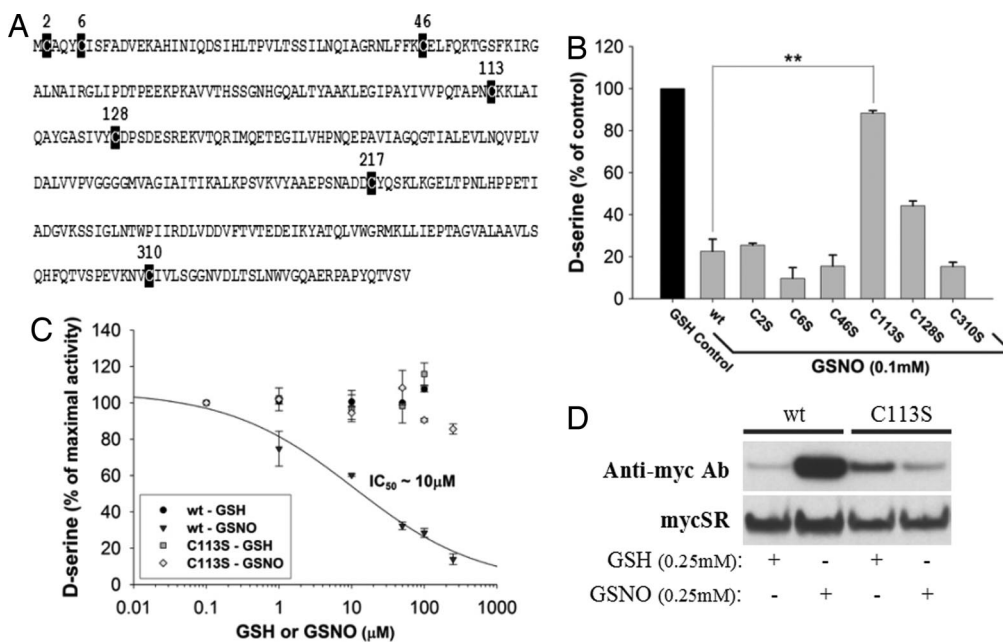 A
2 6 46
MCAQYCISFADVEKAHINIQDSIHLTPVLTSSILNQIAGRNLFFKCELFQKTGSFKIRG
113
ALNAIRGLIPDTPEEKPKAVVTHSSGNHGQALTYAAKLEGIPAYIVVPQTAPNCKKLAI
128
QAYGASIVYCDPSDESREKVTQRIMQETEGILVHPNQEPAVIAGQGTIALEVLNQVPLV
217
DALVVPVGGGGMVAGIAITIKALKPSVKVYAAEPSNADDCYQSKLKGELTPNLHPPETI
ADGVKSSIGLNTWPIIRDLVDDVFTVTEDEIKYATQLVWGRMKLLIEPTAGVALAAVLS
310
QHFQTVSPEVKNVCIVLSGGNVDLTSLNWVGQAERPAPYQTVSV
B
D-serine (% of control)
120
100
80
60
40
20
0
**
GSH Control
wt
C2S
C6S
C46S
C113S
C128S
C310S
GSNO (0.1mM)
C
D-serine (% of maximal activity)
140
120
100
80
60
40
20
0
IC50 ~ 10μM
wt - GSH
wt - GSNO
C113S - GSH
C113S - GSNO
0.01 0.1 1 10 100 1000
GSH or GSNO (μM)
D
wt C113S
Anti-myc Ab
mycSR
GSH (0.25mM): + - + -
GSNO (0.25mM): - + - +